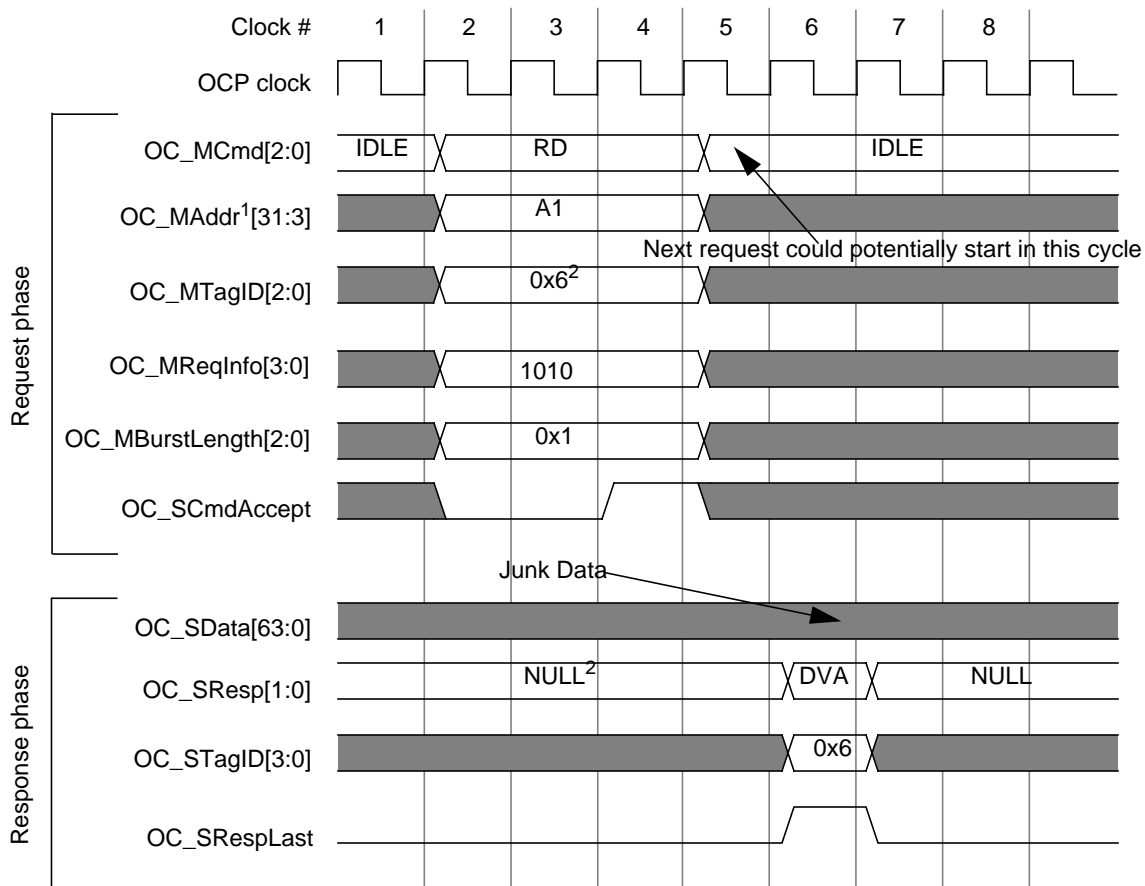 Clock # 1 2 3 4 5 6 7 8
OCP clock
Request phase
OC_MCmd[2:0] IDLE RD IDLE
OC_MAddr1[31:3] A1
Next request could potentially start in this cycle
OC_MTagID[2:0] 0x62
OC_MReqInfo[3:0] 1010
OC_MBurstLength[2:0] 0x1
OC_SCmdAccept
Junk Data
Response phase
OC_SData[63:0]
OC_SResp[1:0] NULL2 DVA NULL
OC_STagID[3:0] 0x6
OC_SRespLast